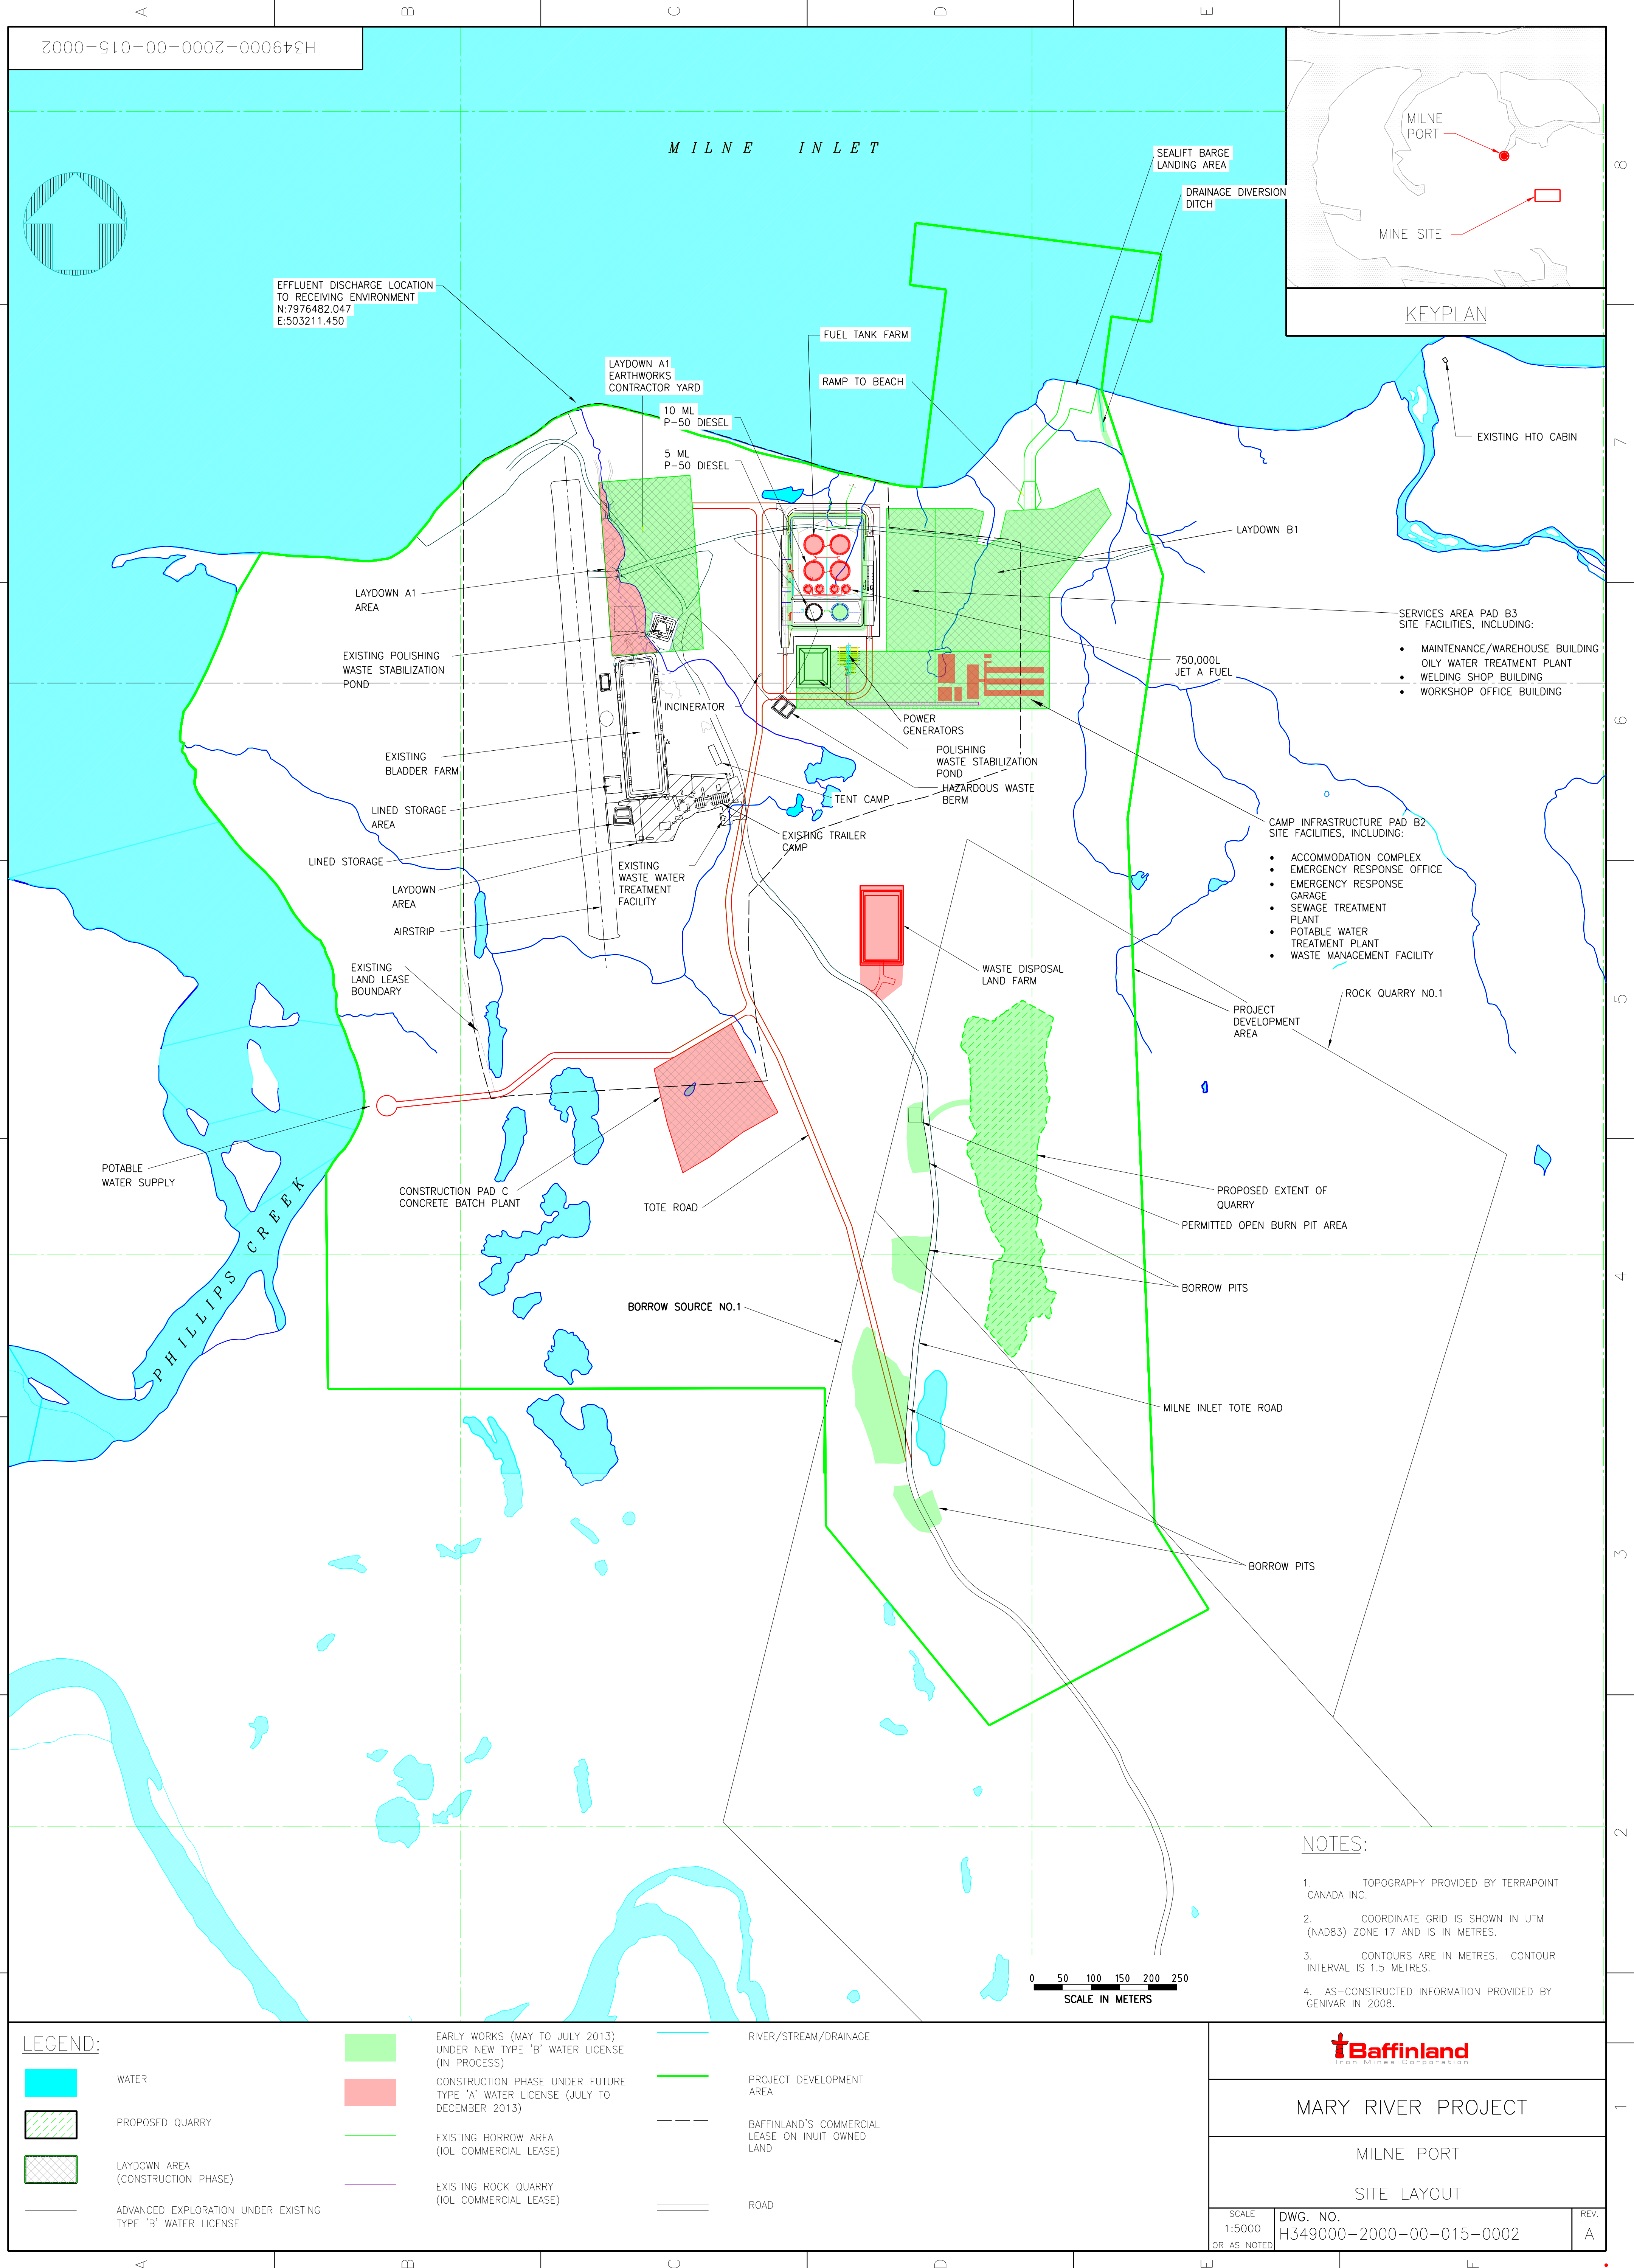 A
B
C
D
E
H349000-2000-00-015-0002
MILNE INLET
SEALIFT BARGE
LANDING AREA
DRAINAGE DIVERSION
DITCH
MILNE
PORT
MINE SITE
KEYPLAN
8
EFFLUENT DISCHARGE LOCATION
TO RECEIVING ENVIRONMENT
N:7976482.047
E:503211.450
FUEL TANK FARM
LAYDOWN A1
EARTHWORKS
CONTRACTOR YARD
RAMP TO BEACH
10 ML
P-50 DIESEL
5 ML
P-50 DIESEL
EXISTING HTO CABIN
7
LAYDOWN B1
LAYDOWN A1
AREA
SERVICES AREA PAD B3
SITE FACILITIES, INCLUDING:
• MAINTENANCE/WAREHOUSE BUILDING
OILY WATER TREATMENT PLANT
• WELDING SHOP BUILDING
• WORKSHOP OFFICE BUILDING
EXISTING POLISHING
WASTE STABILIZATION
POND
750,000L
JET A FUEL
INCINERATOR
POWER
GENERATORS
6
POLISHING
WASTE STABILIZATION
POND
EXISTING
BLADDER FARM
HAZARDOUS WASTE
BERM
TENT CAMP
LINED STORAGE
AREA
EXISTING TRAILER
CAMP
CAMP INFRASTRUCTURE PAD B2
SITE FACILITIES, INCLUDING:
• ACCOMMODATION COMPLEX
• EMERGENCY RESPONSE OFFICE
• EMERGENCY RESPONSE
GARAGE
• SEWAGE TREATMENT
PLANT
• POTABLE WATER
TREATMENT PLANT
• WASTE MANAGEMENT FACILITY
LINED STORAGE
EXISTING
WASTE WATER
TREATMENT
FACILITY
LAYDOWN
AREA
AIRSTRIP
EXISTING
LAND LEASE
BOUNDARY
WASTE DISPOSAL
LAND FARM
ROCK QUARRY NO.1
5
PROJECT
DEVELOPMENT
AREA
POTABLE
WATER SUPPLY
CONSTRUCTION PAD C
CONCRETE BATCH PLANT
TOTE ROAD
PROPOSED EXTENT OF
QUARRY
PERMITTED OPEN BURN PIT AREA
PHILLIPS CREEK
BORROW PITS
4
BORROW SOURCE NO.1
MILNE INLET TOTE ROAD
BORROW PITS
3
2
NOTES:
1. TOPOGRAPHY PROVIDED BY TERRAPOINT
CANADA INC.
2. COORDINATE GRID IS SHOWN IN UTM
(NAD83) ZONE 17 AND IS IN METRES.
3. CONTOURS ARE IN METRES. CONTOUR
INTERVAL IS 1.5 METRES.
4. AS-CONSTRUCTED INFORMATION PROVIDED BY
GENIVAR IN 2008.
0 50 100 150 200 250
SCALE IN METERS
LEGEND:
WATER
PROPOSED QUARRY
LAYDOWN AREA
(CONSTRUCTION PHASE)
ADVANCED EXPLORATION UNDER EXISTING
TYPE 'B' WATER LICENSE
EARLY WORKS (MAY TO JULY 2013)
UNDER NEW TYPE 'B' WATER LICENSE
(IN PROCESS)
CONSTRUCTION PHASE UNDER FUTURE
TYPE 'A' WATER LICENSE (JULY TO
DECEMBER 2013)
EXISTING BORROW AREA
(IOL COMMERCIAL LEASE)
EXISTING ROCK QUARRY
(IOL COMMERCIAL LEASE)
RIVER/STREAM/DRAINAGE
PROJECT DEVELOPMENT
AREA
BAFFINLAND'S COMMERCIAL
LEASE ON INUIT OWNED
LAND
ROAD
Baffinland
Iron Mines Corporation
MARY RIVER PROJECT
1
MILNE PORT
SITE LAYOUT
SCALE
1:5000
OR AS NOTED
DWG. NO.
H349000-2000-00-015-0002
REV.
A
A
B
C
D
E
F